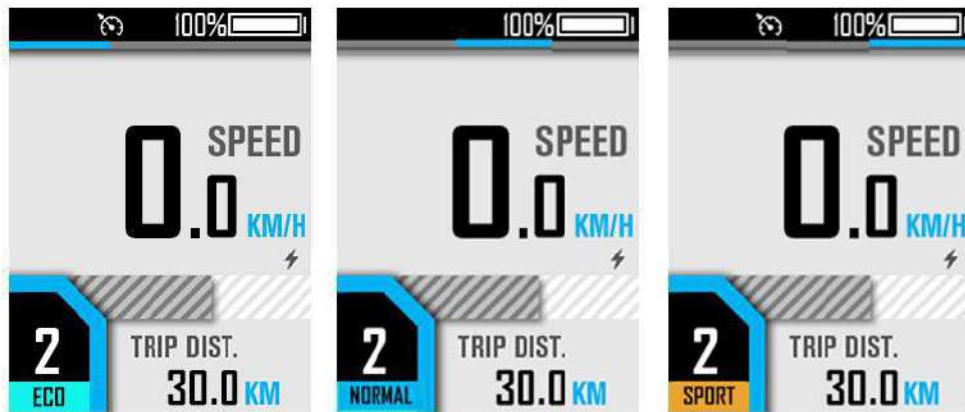 100%
SPEED
0.0 KM/H
2
ECO
TRIP DIST.
30.0 KM
100%
SPEED
0.0 KM/H
2
NORMAL
TRIP DIST.
30.0 KM
100%
SPEED
0.0 KM/H
2
SPORT
TRIP DIST.
30.0 KM